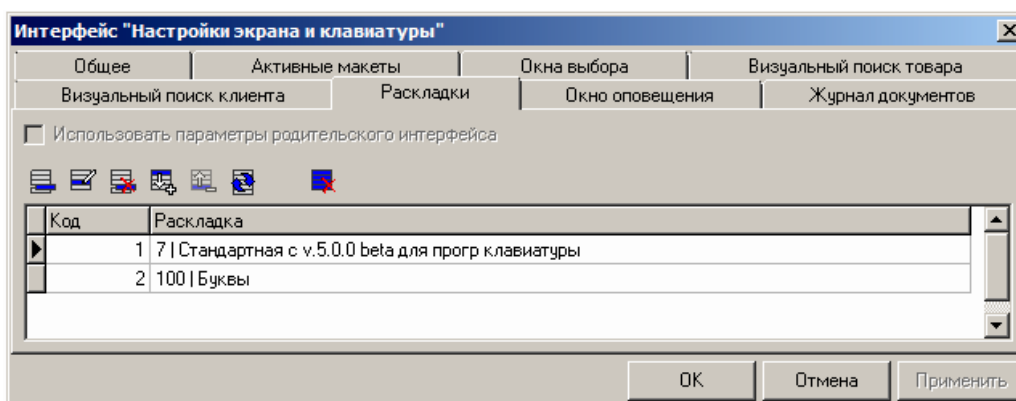 Интерфейс "Настройки экрана и клавиатуры"
Общее Активные макеты Окна выбора Визуальный поиск товара
Визуальный поиск клиента Раскладки Окно оповещения Журнал документов
Использовать параметры родительского интерфейса
Код Раскладка
1 7 | Стандартная с v.5.0.0 beta для прогр клавиатуры
2 100 | Буквы
OK Отмена Применить